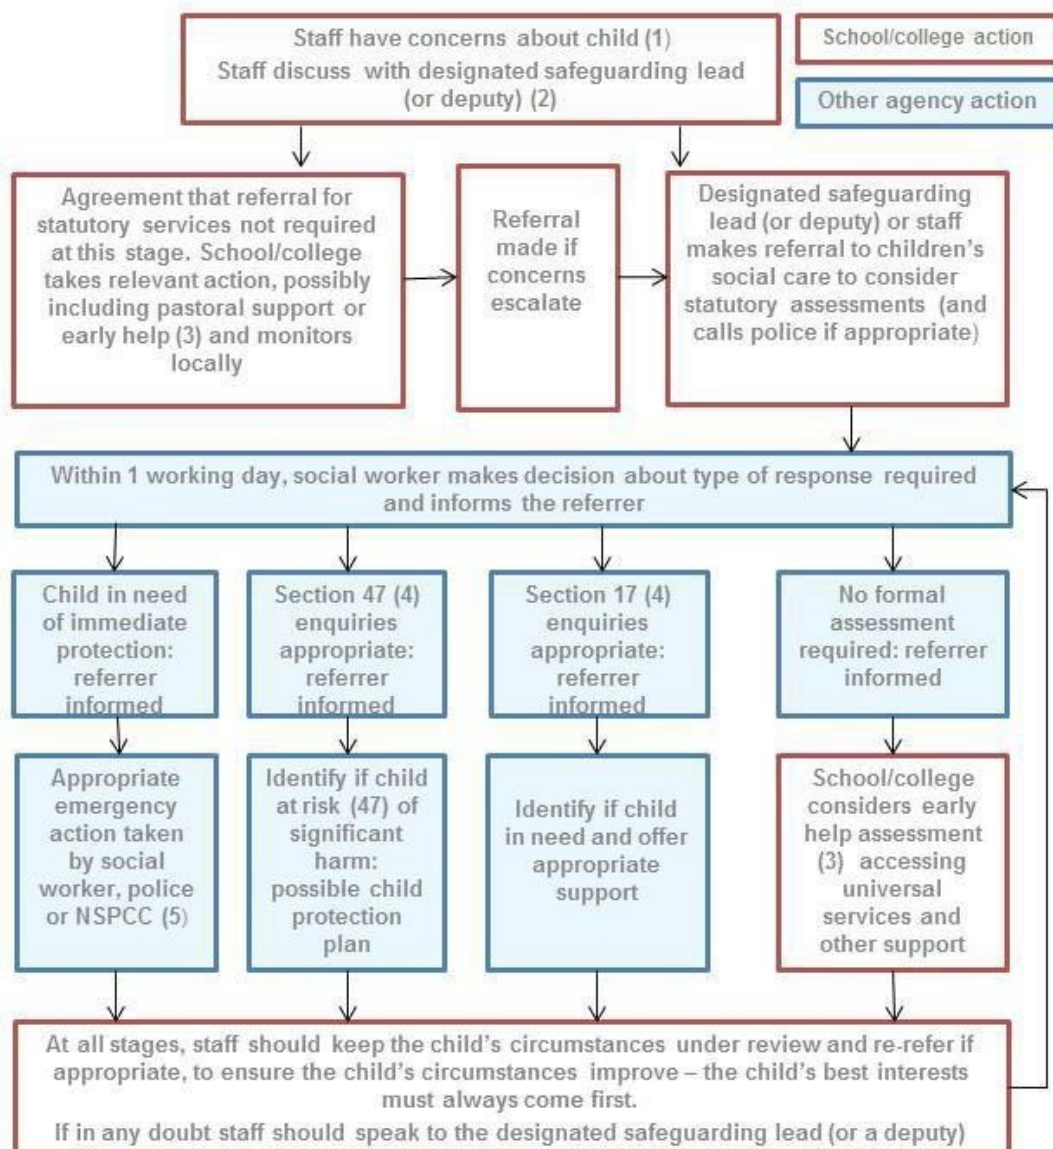 Staff have concerns about child (1)
Staff discuss with designated safeguarding lead
(or deputy) (2)
School/college action
Other agency action
Agreement that referral for
statutory services not required
at this stage. School/college
takes relevant action, possibly
including pastoral support or
early help (3) and monitors
locally
Referral
made if
concerns
escalate
Designated safeguarding
lead (or deputy) or staff
makes referral to children's
social care to consider
statutory assessments (and
calls police if appropriate)
Within 1 working day, social worker makes decision about type of response required
and informs the referrer
Child in need
of immediate
protection:
referrer
informed
Section 47 (4)
enquiries
appropriate:
referrer
informed
Section 17 (4)
enquiries
appropriate:
referrer
informed
No formal
assessment
required: referrer
informed
Appropriate
emergency
action taken
by social
worker, police
or NSPCC (5)
Identify if child
at risk (47) of
significant
harm:
possible child
protection
plan
Identify if child
in need and offer
appropriate
support
School/college
considers early
help assessment
(3) accessing
universal
services and
other support
At all stages, staff should keep the child's circumstances under review and re-refer if
appropriate, to ensure the child's circumstances improve – the child's best interests
must always come first.
If in any doubt staff should speak to the designated safeguarding lead (or a deputy)